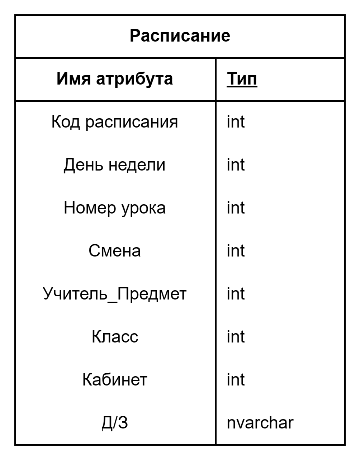 Расписание
Имя атрибута Тип
Код расписания int
День недели int
Номер урока int
Смена int
Учитель_Предмет int
Класс int
Кабинет int
Д/З nvarchar